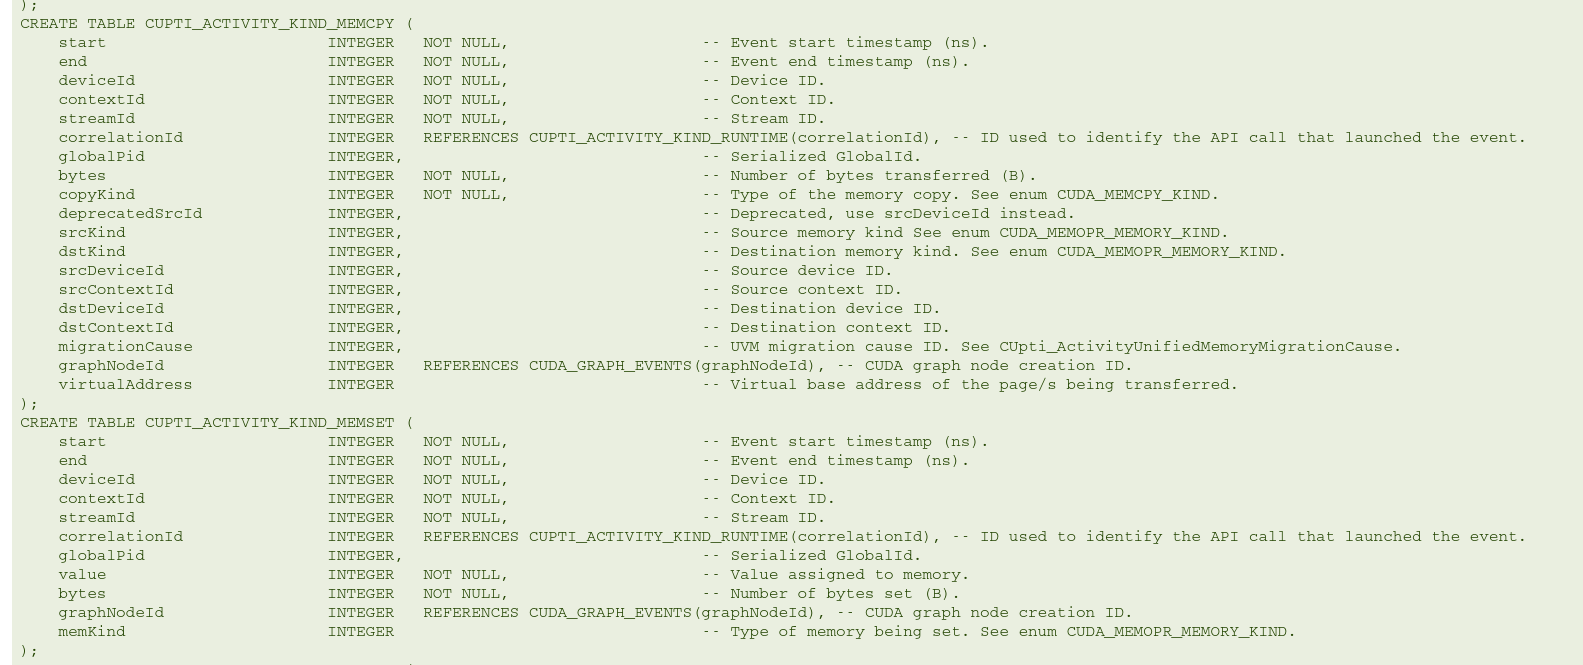 );
CREATE TABLE CUPTI_ACTIVITY_KIND_MEMCPY (
    start                       INTEGER   NOT NULL,                    -- Event start timestamp (ns).
    end                         INTEGER   NOT NULL,                    -- Event end timestamp (ns).
    deviceId                    INTEGER   NOT NULL,                    -- Device ID.
    contextId                   INTEGER   NOT NULL,                    -- Context ID.
    streamId                    INTEGER   NOT NULL,                    -- Stream ID.
    correlationId               INTEGER   REFERENCES CUPTI_ACTIVITY_KIND_RUNTIME(correlationId), -- ID used to identify the API call that launched the event.
    globalPid                   INTEGER,                               -- Serialized GlobalId.
    bytes                       INTEGER   NOT NULL,                    -- Number of bytes transferred (B).
    copyKind                    INTEGER   NOT NULL,                    -- Type of the memory copy. See enum CUDA_MEMCPY_KIND.
    deprecatedSrcId             INTEGER,                               -- Deprecated, use srcDeviceId instead.
    srcKind                     INTEGER,                               -- Source memory kind See enum CUDA_MEMOPR_MEMORY_KIND.
    dstKind                     INTEGER,                               -- Destination memory kind. See enum CUDA_MEMOPR_MEMORY_KIND.
    srcDeviceId                 INTEGER,                               -- Source device ID.
    srcContextId                INTEGER,                               -- Source context ID.
    dstDeviceId                 INTEGER,                               -- Destination device ID.
    dstContextId                INTEGER,                               -- Destination context ID.
    migrationCause              INTEGER,                               -- UVM migration cause ID. See CUpti_ActivityUnifiedMemoryMigrationCause.
    graphNodeId                 INTEGER   REFERENCES CUDA_GRAPH_EVENTS(graphNodeId), -- CUDA graph node creation ID.
    virtualAddress              INTEGER                                -- Virtual base address of the page/s being transferred.
);
CREATE TABLE CUPTI_ACTIVITY_KIND_MEMSET (
    start                       INTEGER   NOT NULL,                    -- Event start timestamp (ns).
    end                         INTEGER   NOT NULL,                    -- Event end timestamp (ns).
    deviceId                    INTEGER   NOT NULL,                    -- Device ID.
    contextId                   INTEGER   NOT NULL,                    -- Context ID.
    streamId                    INTEGER   NOT NULL,                    -- Stream ID.
    correlationId               INTEGER   REFERENCES CUPTI_ACTIVITY_KIND_RUNTIME(correlationId), -- ID used to identify the API call that launched the event.
    globalPid                   INTEGER,                               -- Serialized GlobalId.
    value                       INTEGER   NOT NULL,                    -- Value assigned to memory.
    bytes                       INTEGER   NOT NULL,                    -- Number of bytes set (B).
    graphNodeId                 INTEGER   REFERENCES CUDA_GRAPH_EVENTS(graphNodeId), -- CUDA graph node creation ID.
    memKind                     INTEGER                                -- Type of memory being set. See enum CUDA_MEMOPR_MEMORY_KIND.
);